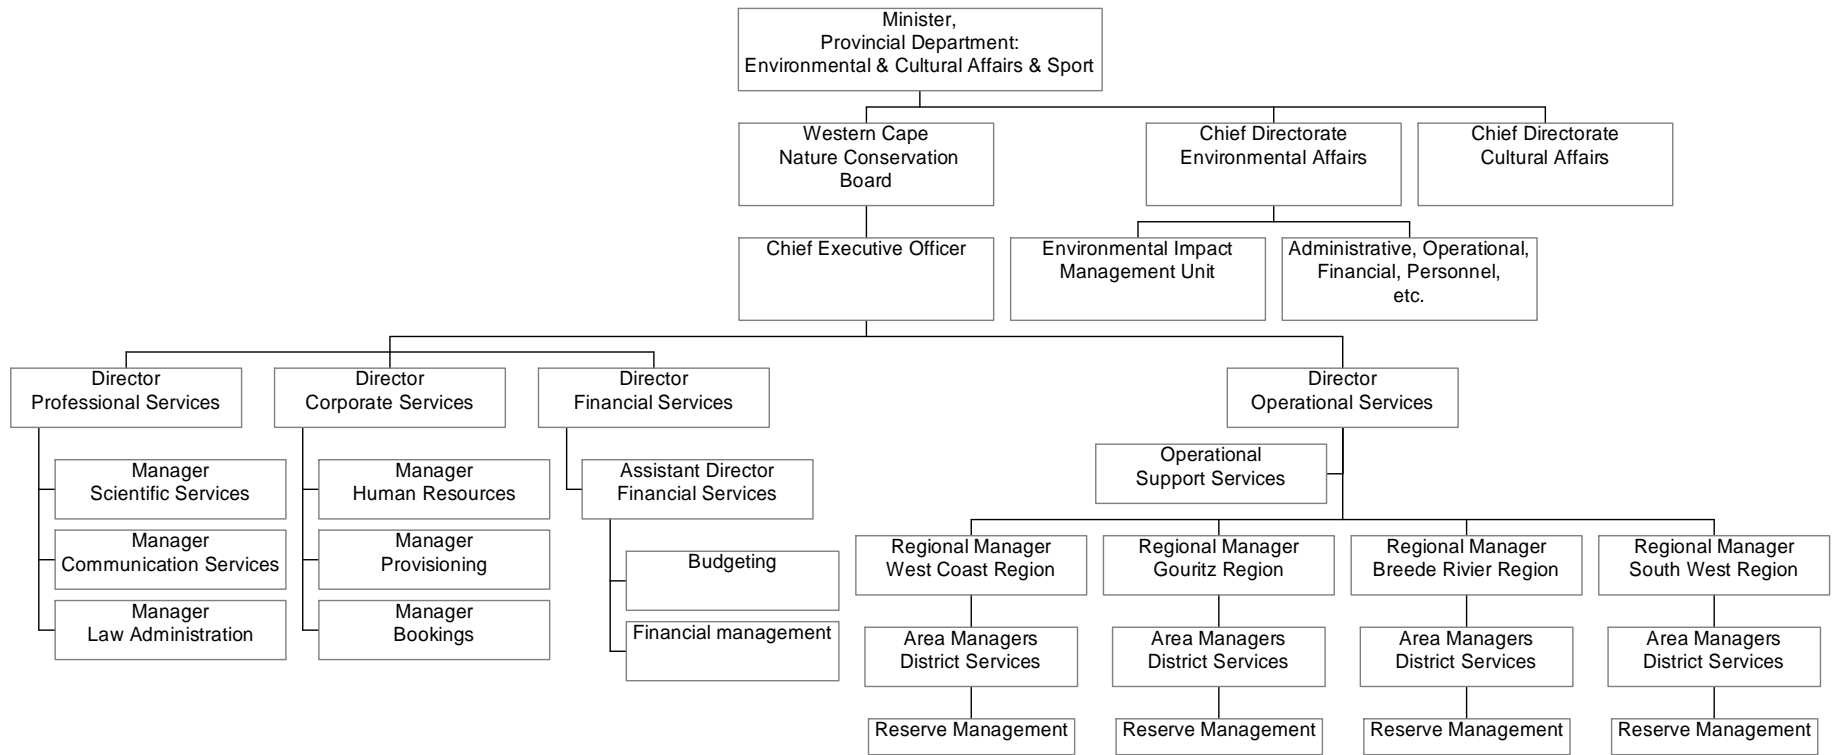 Minister,
Provincial Department:
Environmental & Cultural Affairs & Sport
Western Cape
Nature Conservation
Board
Chief Directorate
Environmental Affairs
Chief Directorate
Cultural Affairs
Chief Executive Officer
Environmental Impact
Management Unit
Administrative, Operational,
Financial, Personnel,
etc.
Director
Professional Services
Director
Corporate Services
Director
Financial Services
Director
Operational Services
Manager
Scientific Services
Manager
Communication Services
Manager
Law Administration
Manager
Human Resources
Manager
Provisioning
Manager
Bookings
Assistant Director
Financial Services
Budgeting
Financial management
Operational
Support Services
Regional Manager
West Coast Region
Regional Manager
Gouritz Region
Regional Manager
Breede Rivier Region
Regional Manager
South West Region
Area Managers
District Services
Area Managers
District Services
Area Managers
District Services
Area Managers
District Services
Reserve Management
Reserve Management
Reserve Management
Reserve Management